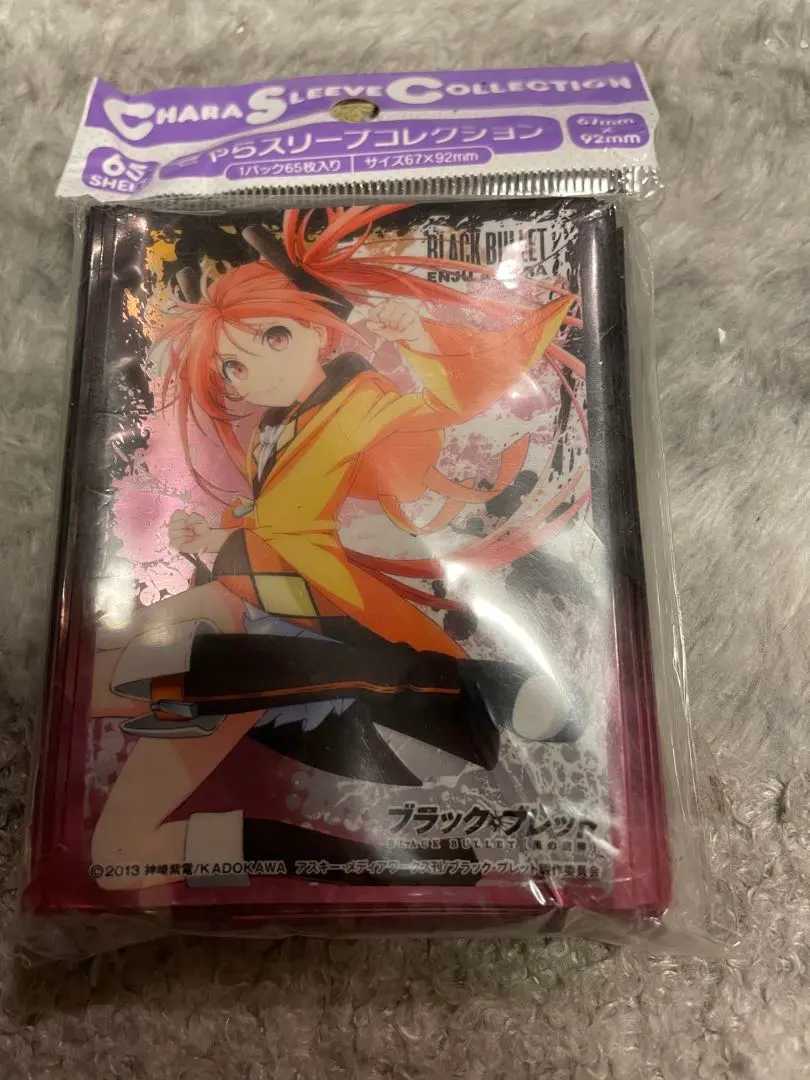 CHARA SLEEVE COLLECTION
きゃらスリーブコレクション
67mm
×
92mm
65
SHEET
1パック65枚入り | サイズ67×92mm
BLACK BULLET
ENJU
ブラック・ブレット
BLACK BULLET
©2013 神崎紫電/KADOKAWA アスキー・メディアワークス刊/ブラック・ブレット製作委員会